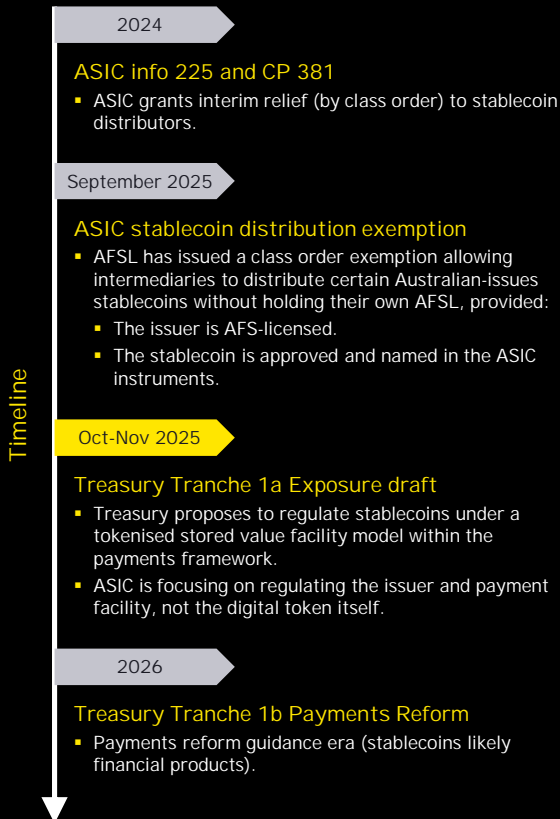 2024
ASIC info 225 and CP 381
▪ ASIC grants interim relief (by class order) to stablecoin
distributors.
September 2025
ASIC stablecoin distribution exemption
▪ AFSL has issued a class order exemption allowing
intermediaries to distribute certain Australian-issues
stablecoins without holding their own AFSL, provided:
▪ The issuer is AFS-licensed.
▪ The stablecoin is approved and named in the ASIC
instruments.
Timeline
Oct-Nov 2025
Treasury Tranche 1a Exposure draft
▪ Treasury proposes to regulate stablecoins under a
tokenised stored value facility model within the
payments framework.
▪ ASIC is focusing on regulating the issuer and payment
facility, not the digital token itself.
2026
Treasury Tranche 1b Payments Reform
▪ Payments reform guidance era (stablecoins likely
financial products).